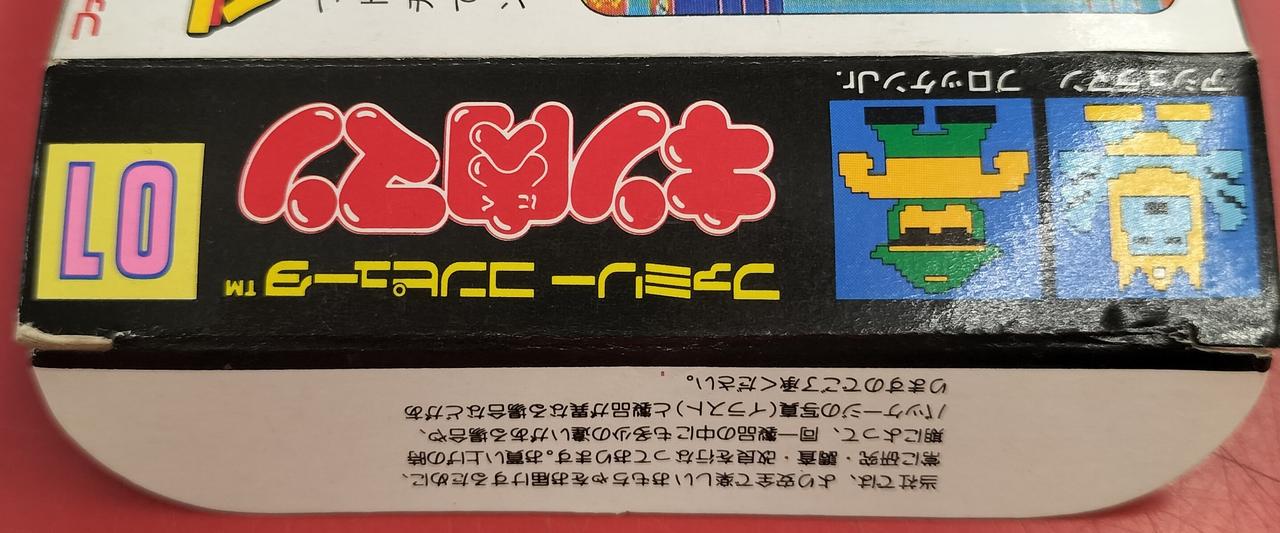 当社では、より安全で楽しいおもちゃをお届けするために、
常に研究・調査・改良を行なっております。お買い上げの時
期によって、同一製品の中にも多少の違いがある場合や、
パッケージの写真(イラスト)と製品が異なる場合などがあ
りますのでご了承ください。
ファミリー コンピュータ™
キン肉マン
01
アシュラマン
ブロッケンJr.